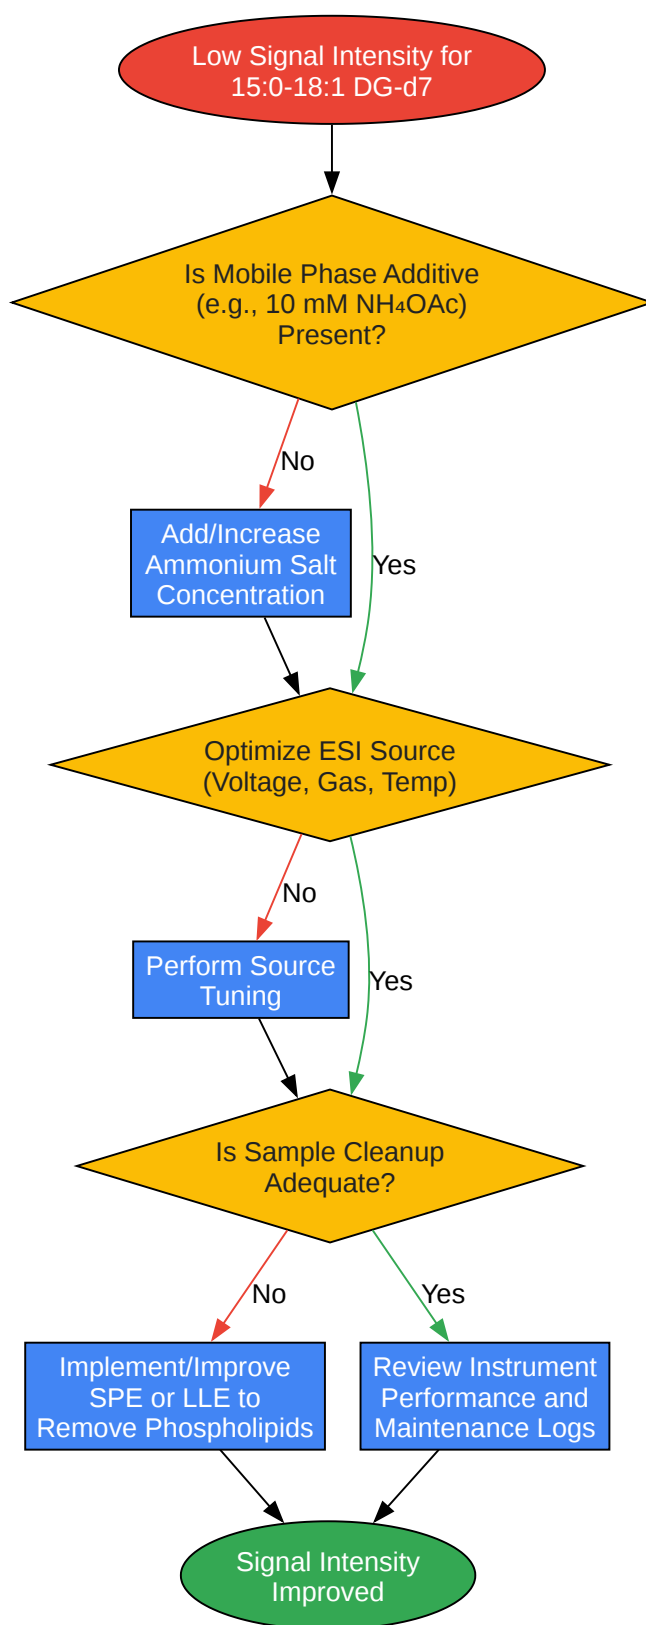 Low Signal Intensity for
15:0-18:1 DG-d7
Is Mobile Phase Additive
(e.g., 10 mM NH₄OAc)
Present?
No
Add/Increase
Ammonium Salt
Concentration
Yes
Optimize ESI Source
(Voltage, Gas, Temp)
No
Perform Source
Tuning
Yes
Is Sample Cleanup
Adequate?
No
Yes
Implement/Improve
SPE or LLE to
Remove Phospholipids
Review Instrument
Performance and
Maintenance Logs
Signal Intensity
Improved